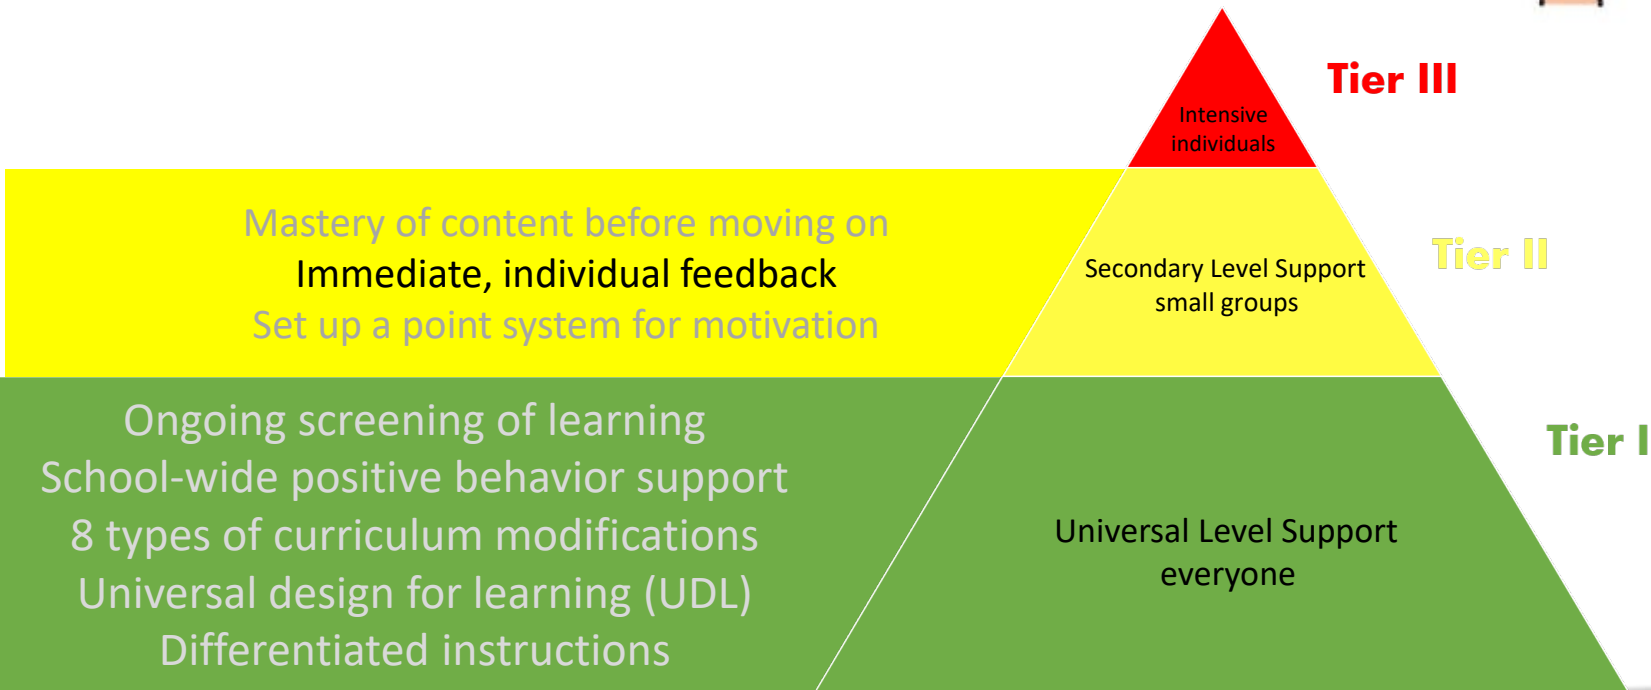 Tier III
Intensive
individuals
Mastery of content before moving on
Immediate, individual feedback
Set up a point system for motivation
Secondary Level Support
small groups
Tier II
Ongoing screening of learning
School-wide positive behavior support
8 types of curriculum modifications
Universal design for learning (UDL)
Differentiated instructions
Universal Level Support
everyone
Tier I